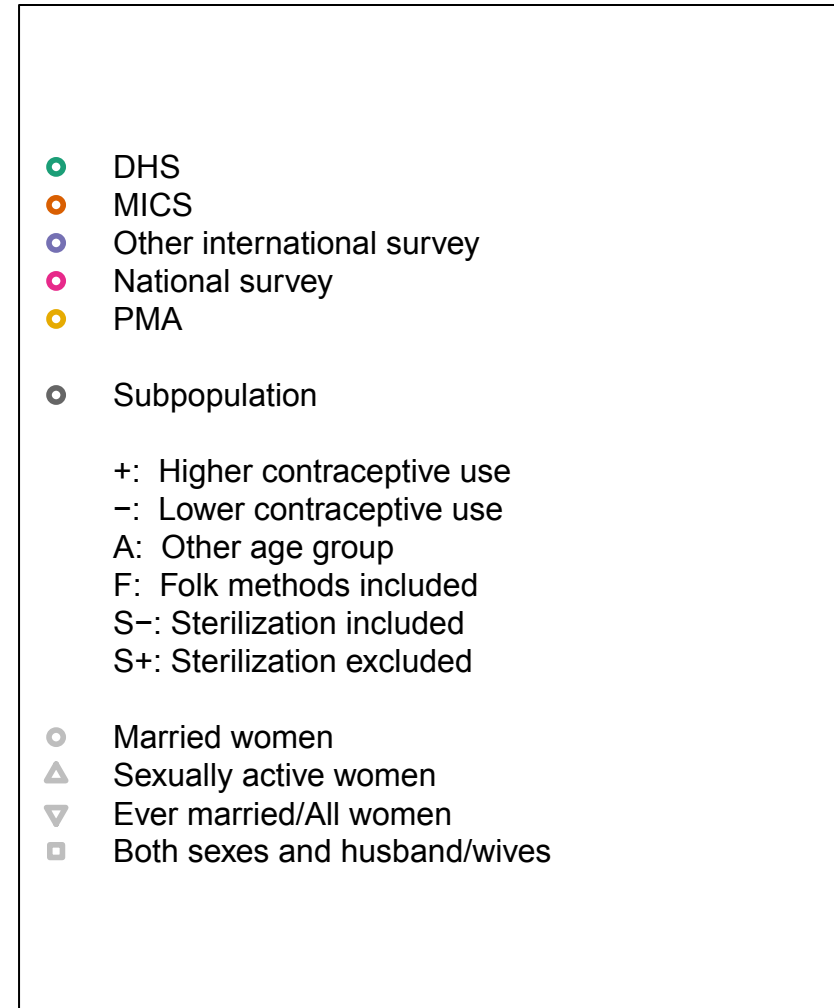 DHS
MICS
Other international survey
National survey
PMA
Subpopulation
+: Higher contraceptive use
−: Lower contraceptive use
A: Other age group
F: Folk methods included
S−: Sterilization included
S+: Sterilization excluded
Married women
Sexually active women
Ever married/All women
Both sexes and husband/wives